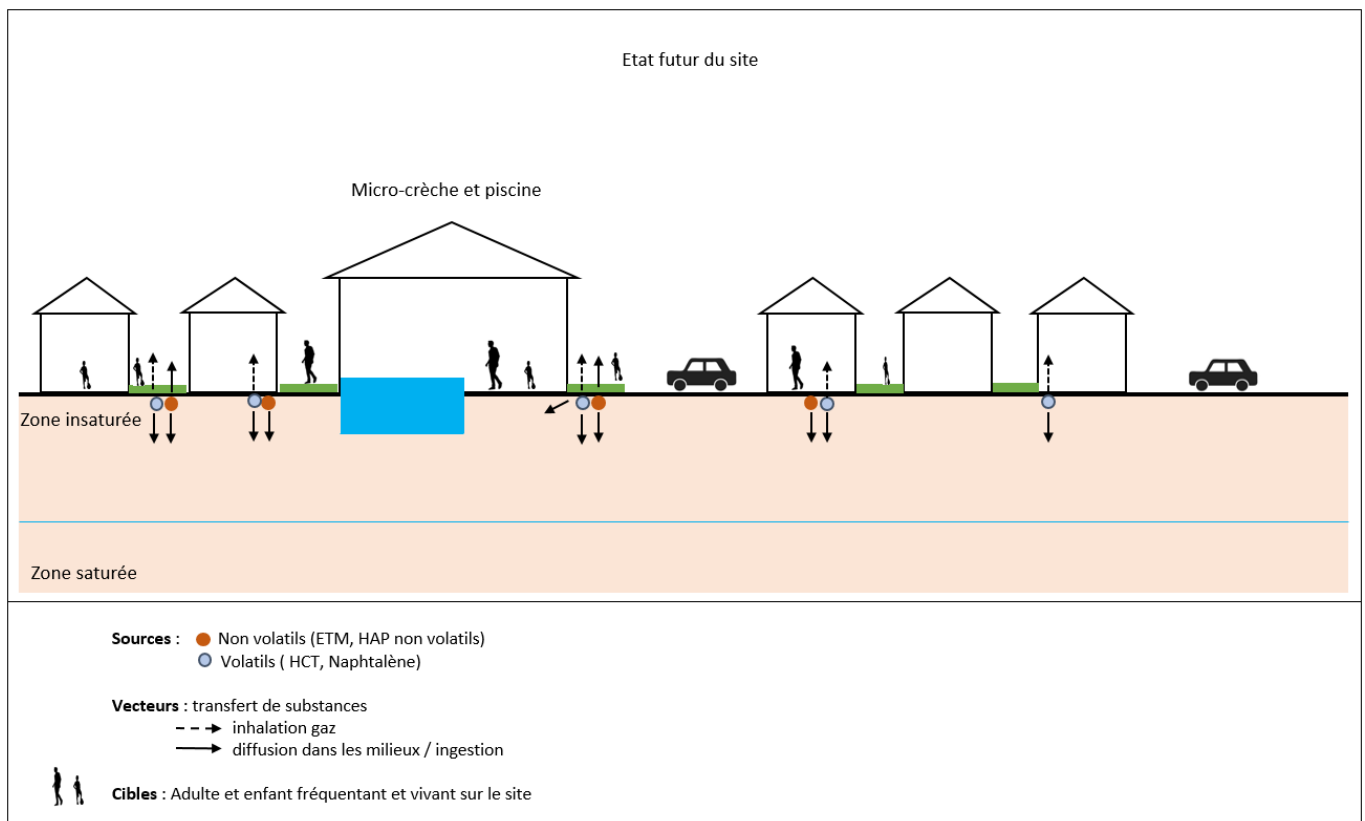 Etat futur du site
Micro-crèche et piscine
Zone insaturée
Zone saturée
Sources : Non volatils (ETM, HAP non volatils)
Volatils ( HCT, Naphtalène)
Vecteurs : transfert de substances
inhalation gaz
diffusion dans les milieux / ingestion
Cibles : Adulte et enfant fréquentant et vivant sur le site